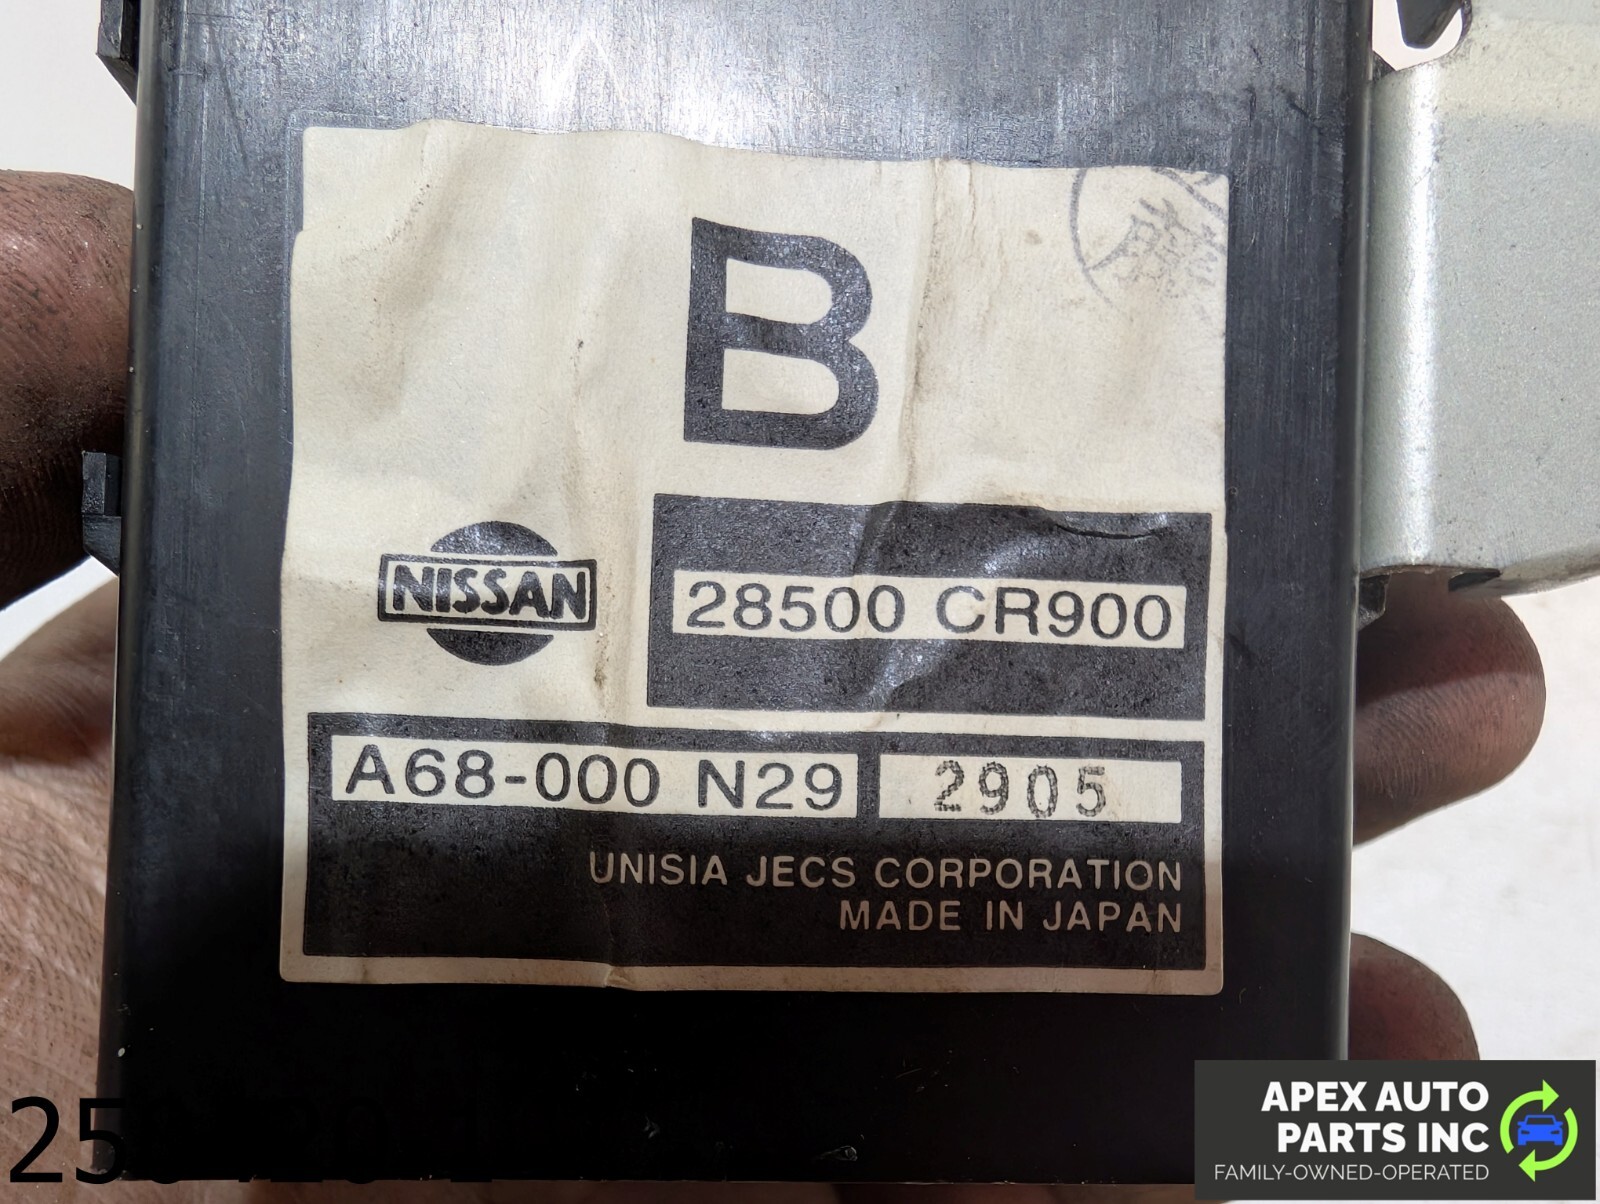 B
NISSAN
28500 CR900
A68-000 N29
2905
UNISIA JECS CORPORATION
MADE IN JAPAN
APEX AUTO
PARTS INC
FAMILY-OWNED-OPERATED